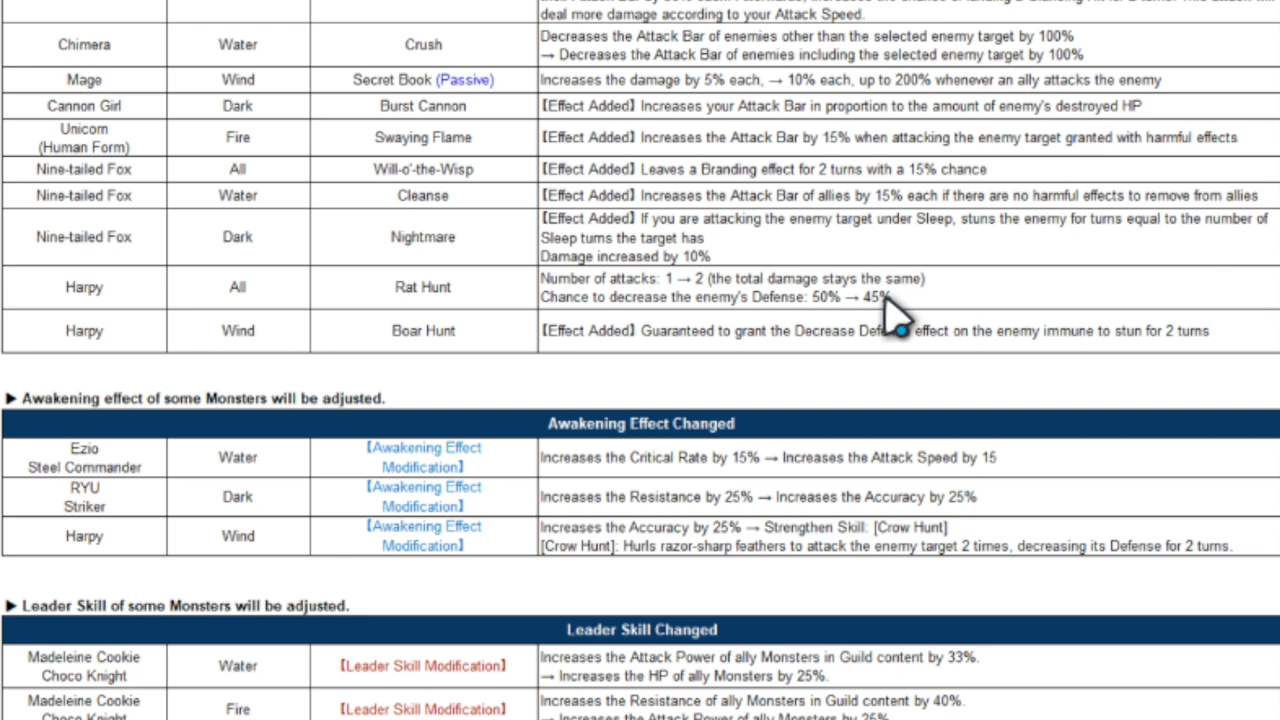 deal more damage according to your Attack Speed.
Chimera Water Crush Decreases the Attack Bar of enemies other than the selected enemy target by 100%
→ Decreases the Attack Bar of enemies including the selected enemy target by 100%
Mage Wind Secret Book (Passive) Increases the damage by 5% each, → 10% each, up to 200% whenever an ally attacks the enemy
Cannon Girl Dark Burst Cannon 【Effect Added】 Increases your Attack Bar in proportion to the amount of enemy's destroyed HP
Unicorn
(Human Form) Fire Swaying Flame 【Effect Added】 Increases the Attack Bar by 15% when attacking the enemy target granted with harmful effects
Nine-tailed Fox All Will-o'-the-Wisp 【Effect Added】 Leaves a Branding effect for 2 turns with a 15% chance
Nine-tailed Fox Water Cleanse 【Effect Added】 Increases the Attack Bar of allies by 15% each if there are no harmful effects to remove from allies
Nine-tailed Fox Dark Nightmare 【Effect Added】 If you are attacking the enemy target under Sleep, stuns the enemy for turns equal to the number of
Sleep turns the target has
Damage increased by 10%
Harpy All Rat Hunt Number of attacks: 1 → 2 (the total damage stays the same)
Chance to decrease the enemy's Defense: 50% → 45%
Harpy Wind Boar Hunt 【Effect Added】 Guaranteed to grant the Decrease effect on the enemy immune to stun for 2 turns
▶ Awakening effect of some Monsters will be adjusted.
Awakening Effect Changed
Ezio
Steel Commander Water 【Awakening Effect
Modification】 Increases the Critical Rate by 15% → Increases the Attack Speed by 15
RYU
Striker Dark 【Awakening Effect
Modification】 Increases the Resistance by 25% → Increases the Accuracy by 25%
Harpy Wind 【Awakening Effect
Modification】 Increases the Accuracy by 25% → Strengthen Skill: [Crow Hunt]
[Crow Hunt]: Hurls razor-sharp feathers to attack the enemy target 2 times, decreasing its Defense for 2 turns.
▶ Leader Skill of some Monsters will be adjusted.
Leader Skill Changed
Madeleine Cookie
Choco Knight Water 【Leader Skill Modification】 Increases the Attack Power of ally Monsters in Guild content by 33%.
→ Increases the HP of ally Monsters by 25%.
Madeleine Cookie
Choco Knight Fire 【Leader Skill Modification】 Increases the Resistance of ally Monsters in Guild content by 40%.
→ Increases the Attack Power of ally Monsters by 25%.